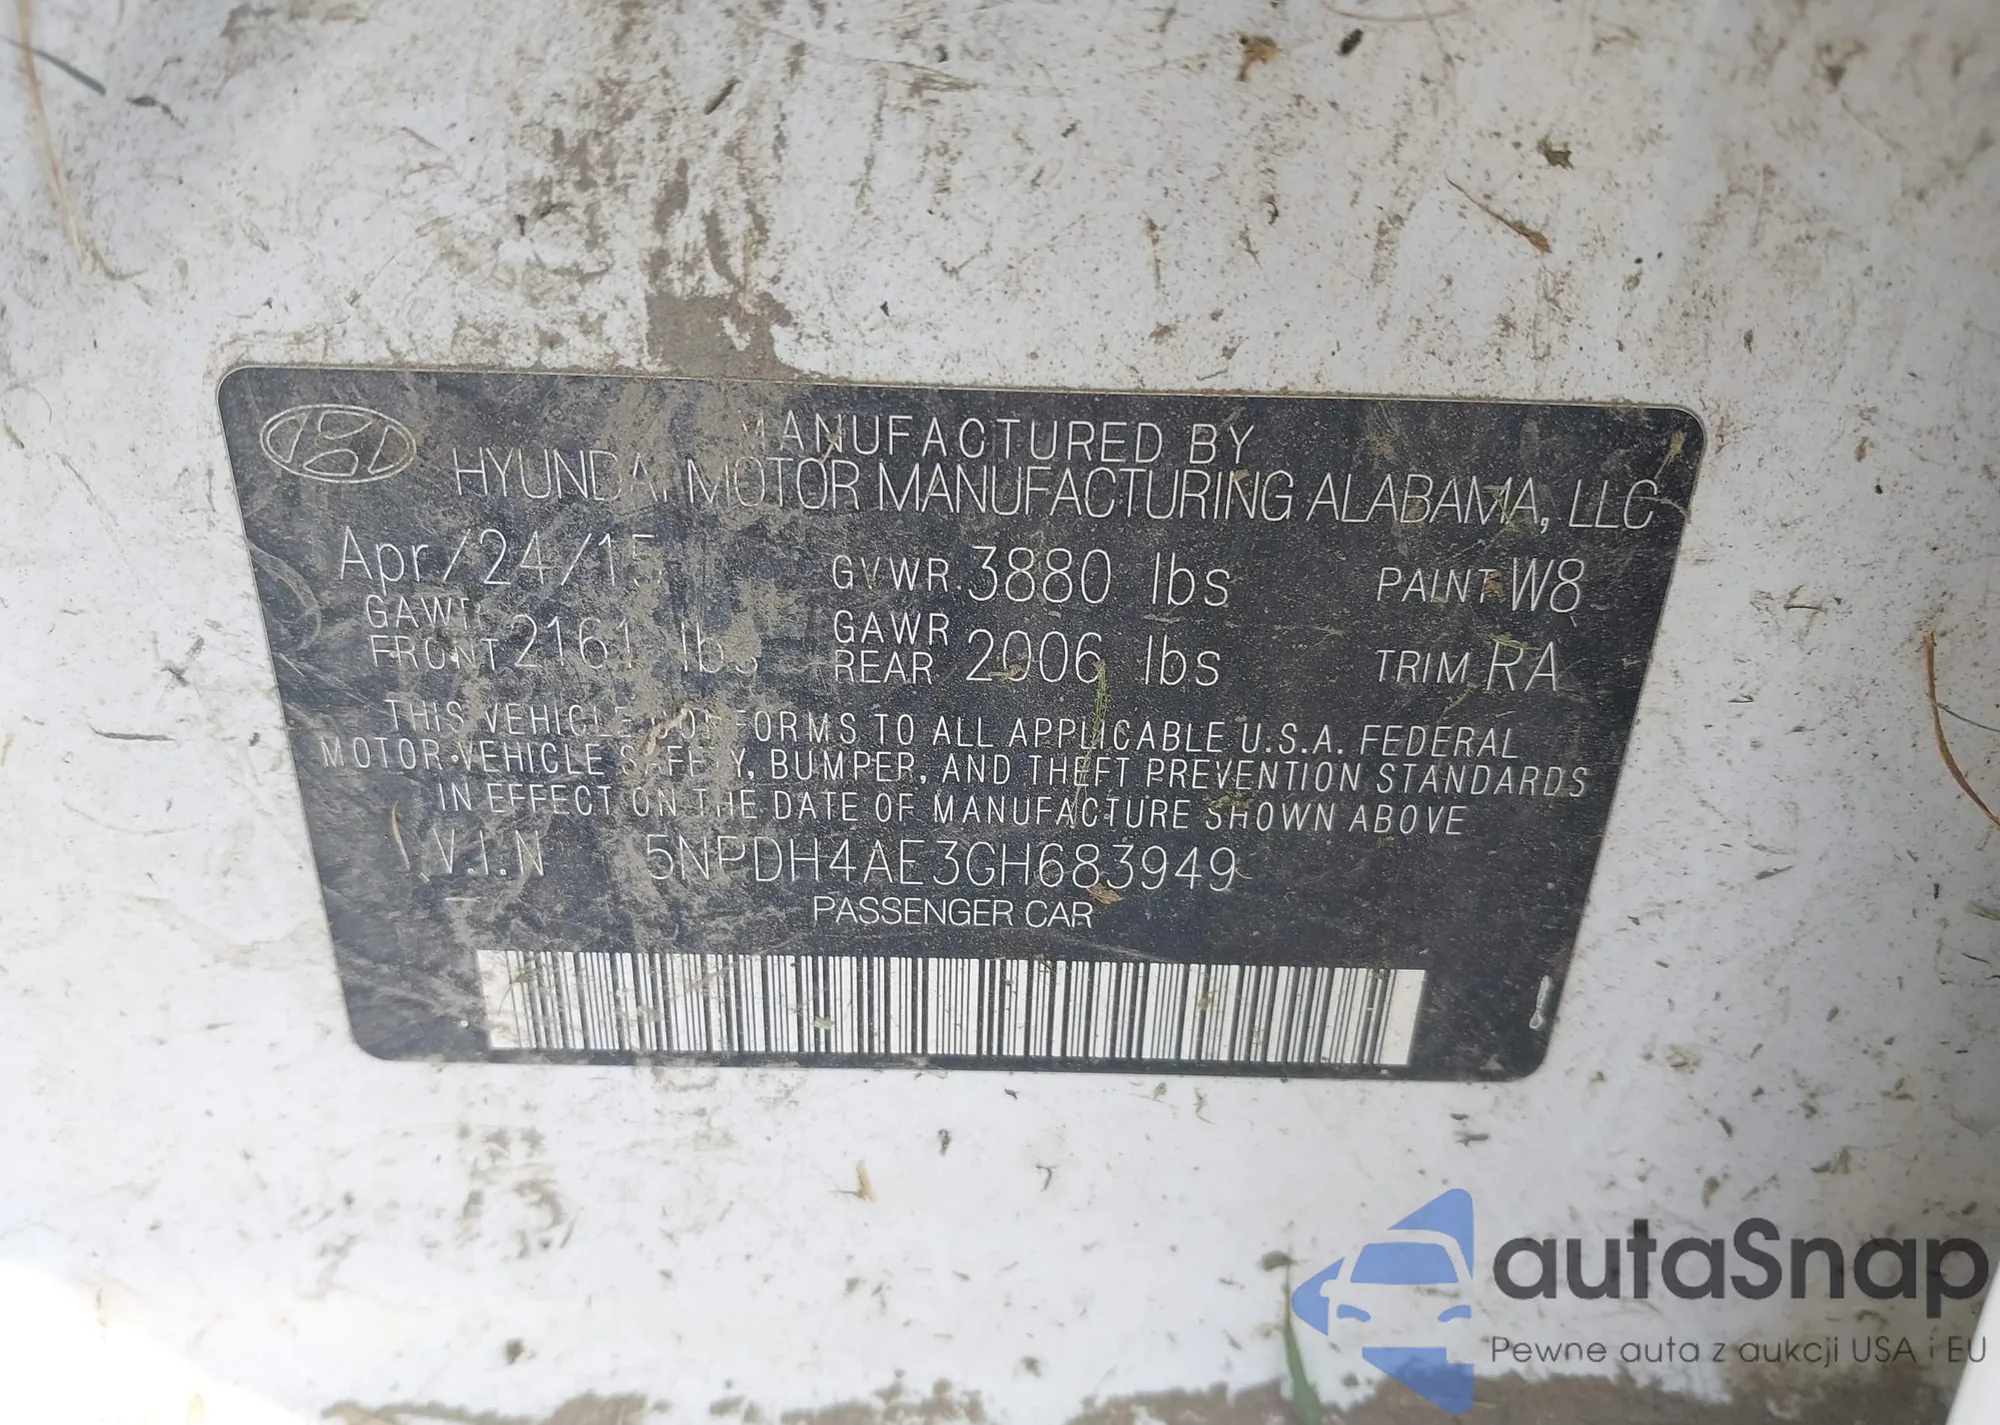 MANUFACTURED BY
HYUNDAI MOTOR MANUFACTURING ALABAMA, LLC
Apr/24/15 GVWR 3880 lbs PAINT W8
GAWR FRONT 2161 lbs GAWR REAR 2006 lbs TRIM RA
THIS VEHICLE CONFORMS TO ALL APPLICABLE U.S.A. FEDERAL
MOTOR VEHICLE SAFETY, BUMPER, AND THEFT PREVENTION STANDARDS
IN EFFECT ON THE DATE OF MANUFACTURE SHOWN ABOVE
V.I.N 5NPDH4AE3GH683949
PASSENGER CAR
autaSnap
Pewne auta z aukcji USA i EU